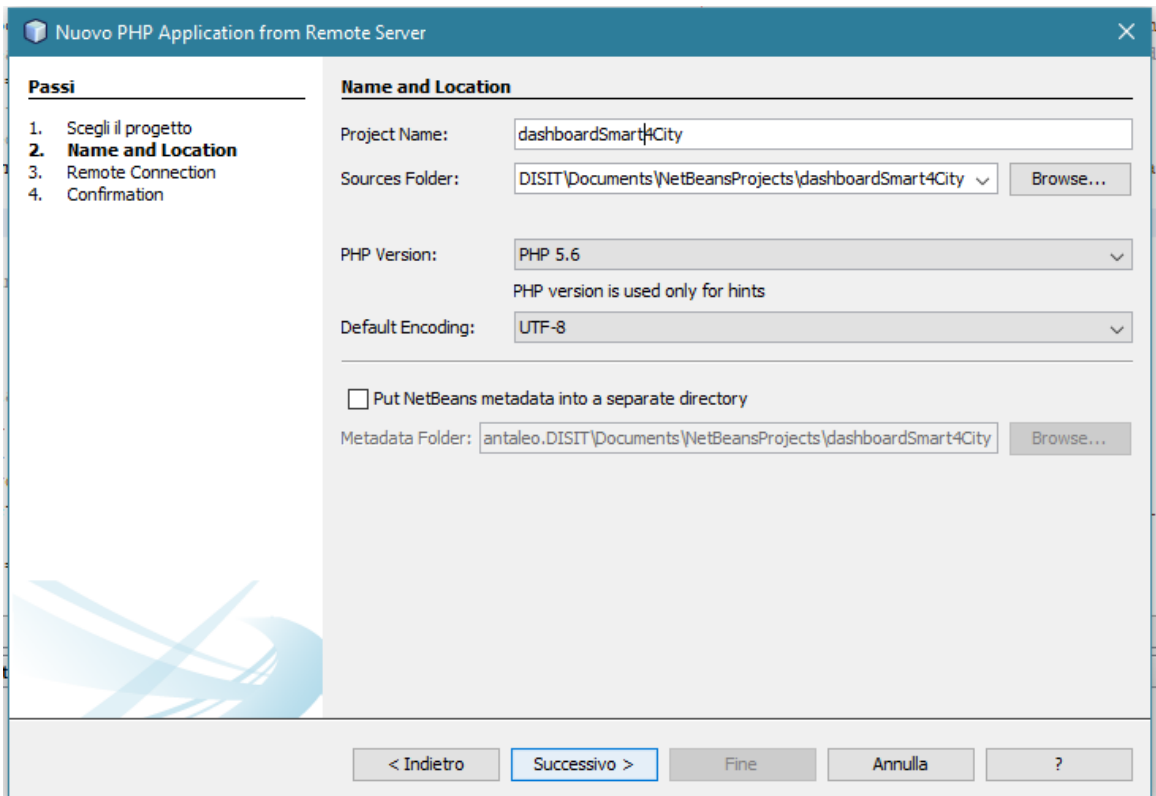 Nuovo PHP Application from Remote Server
Passi
1. Scegli il progetto
2. Name and Location
3. Remote Connection
4. Confirmation
Name and Location
Project Name: dashboardSmart4City
Sources Folder: DISIT\Documents\NetBeansProjects\dashboardSmart4City Browse...
PHP Version: PHP 5.6
PHP version is used only for hints
Default Encoding: UTF-8
Put NetBeans metadata into a separate directory
Metadata Folder: antaleo.DISIT\Documents\NetBeansProjects\dashboardSmart4City Browse...
< Indietro Successivo > Fine Annulla ?